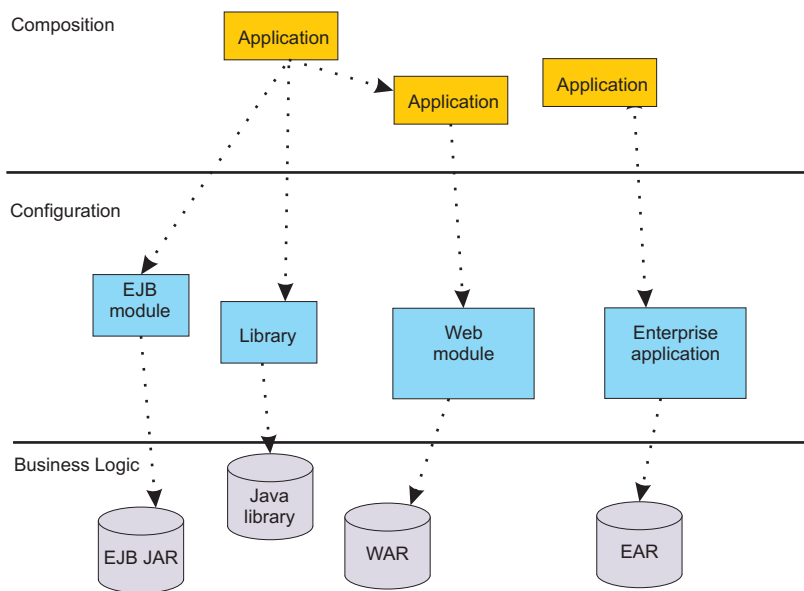 Composition
Application
Application
Application
Configuration
EJB
module
Library
Web
module
Enterprise
application
Business Logic
Java
library
EJB JAR
WAR
EAR